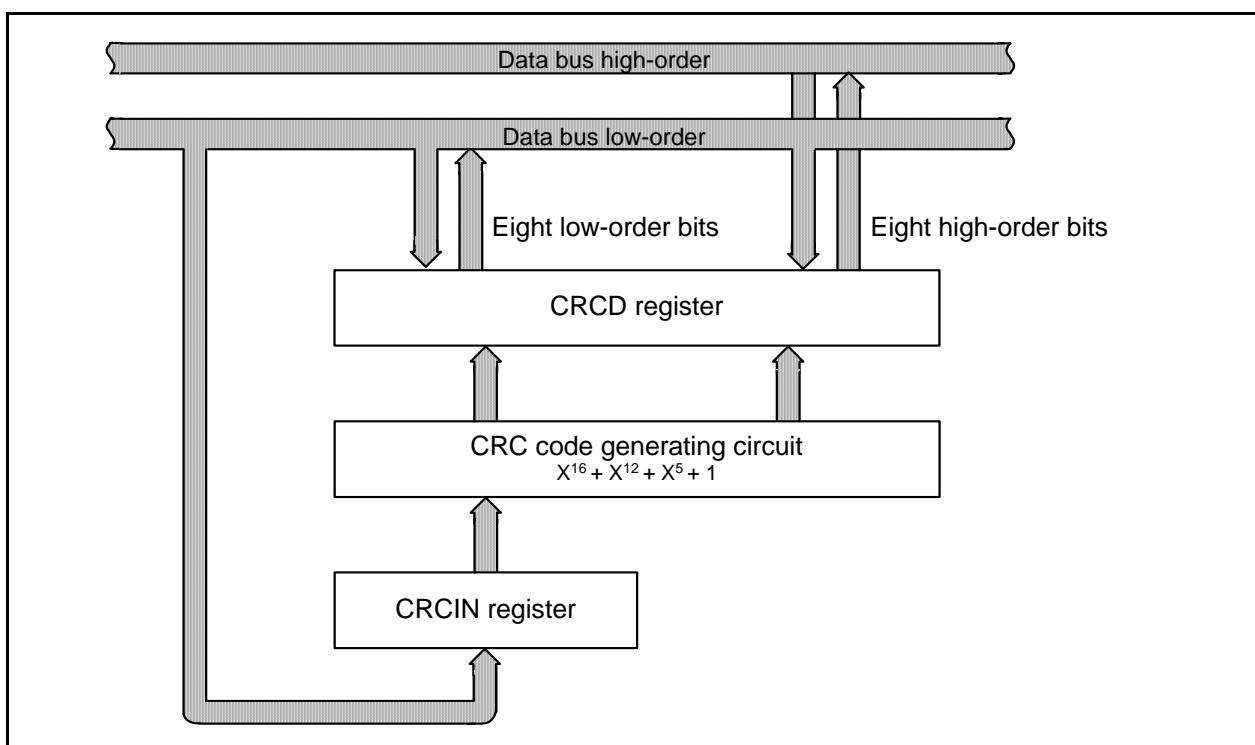 Data bus high-order
Data bus low-order
Eight low-order bits
Eight high-order bits
CRCD register
CRC code generating circuit
X¹⁶ + X¹² + X⁵ + 1
CRCIN register